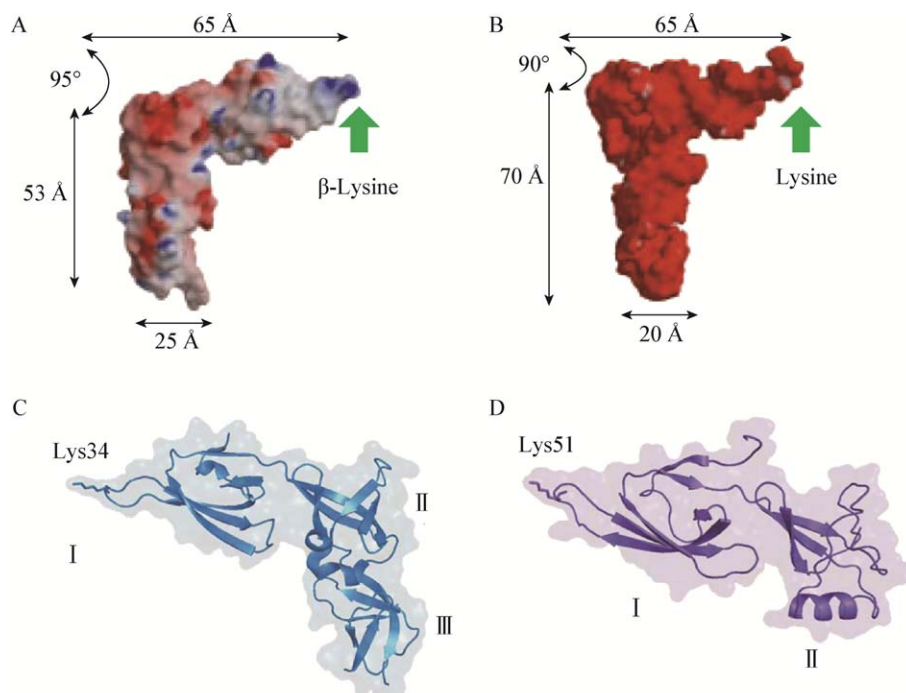 A
65 Å
95°
53 Å
β-Lysine
25 Å
B
65 Å
90°
70 Å
Lysine
20 Å
C
Lys34
Ⅰ
Ⅱ
Ⅲ
D
Lys51
Ⅰ
Ⅱ